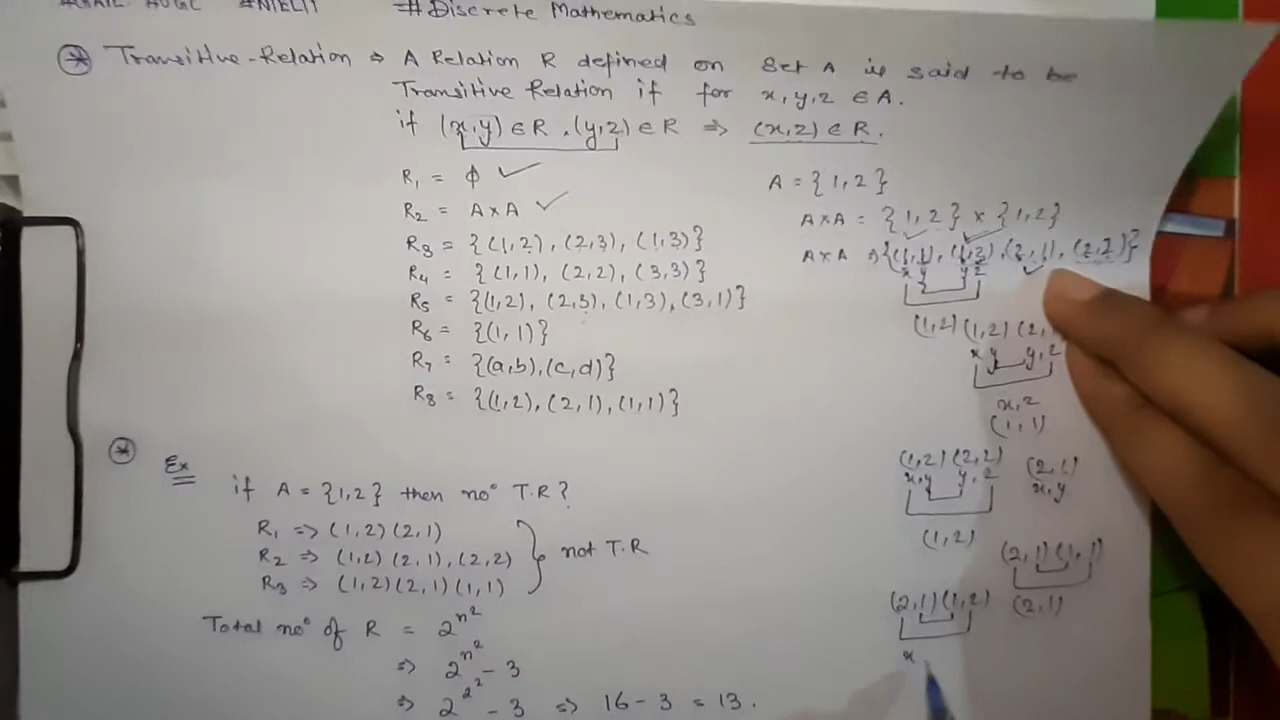 #GATE #UGC #NIELIT #Discrete Mathematics
Transitive-Relation ⇒ A Relation R defined on Set A is said to be
Transitive Relation if for x,y,z ∈ A.
if (x,y) ∈ R, (y,z) ∈ R ⇒ (x,z) ∈ R.
R₁ = ϕ ✓
R₂ = A×A ✓
R₃ = {(1,2), (2,3), (1,3)}
R₄ = {(1,1), (2,2), (3,3)}
R₅ = {(1,2), (2,3), (1,3), (3,1)}
R₆ = {(1,1)}
R₇ = {(a,b),(c,d)}
R₈ = {(1,2), (2,1), (1,1)}
A = {1,2}
A×A = {1,2} × {1,2}
A×A ⇒ {(1,1), (1,2), (2,1), (2,2)}
x y y z
(1,2) (1,2) (2,
x y y,z
x,z
(1,1)
(1,2) (2,2) (2,1)
x,y y,z x,y
(1,2)
(2,1) (1,1)
(2,1) (1,2) (2,1)
x
Ex
if A = {1,2} then no° T.R?
R₁ ⇒ (1,2) (2,1)
R₂ ⇒ (1,2) (2,1), (2,2)
R₃ ⇒ (1,2) (2,1) (1,1)
not T.R
Total no° of R = 2^n²
⇒ 2^n² - 3
⇒ 2^2² - 3 ⇒ 16 - 3 = 13.